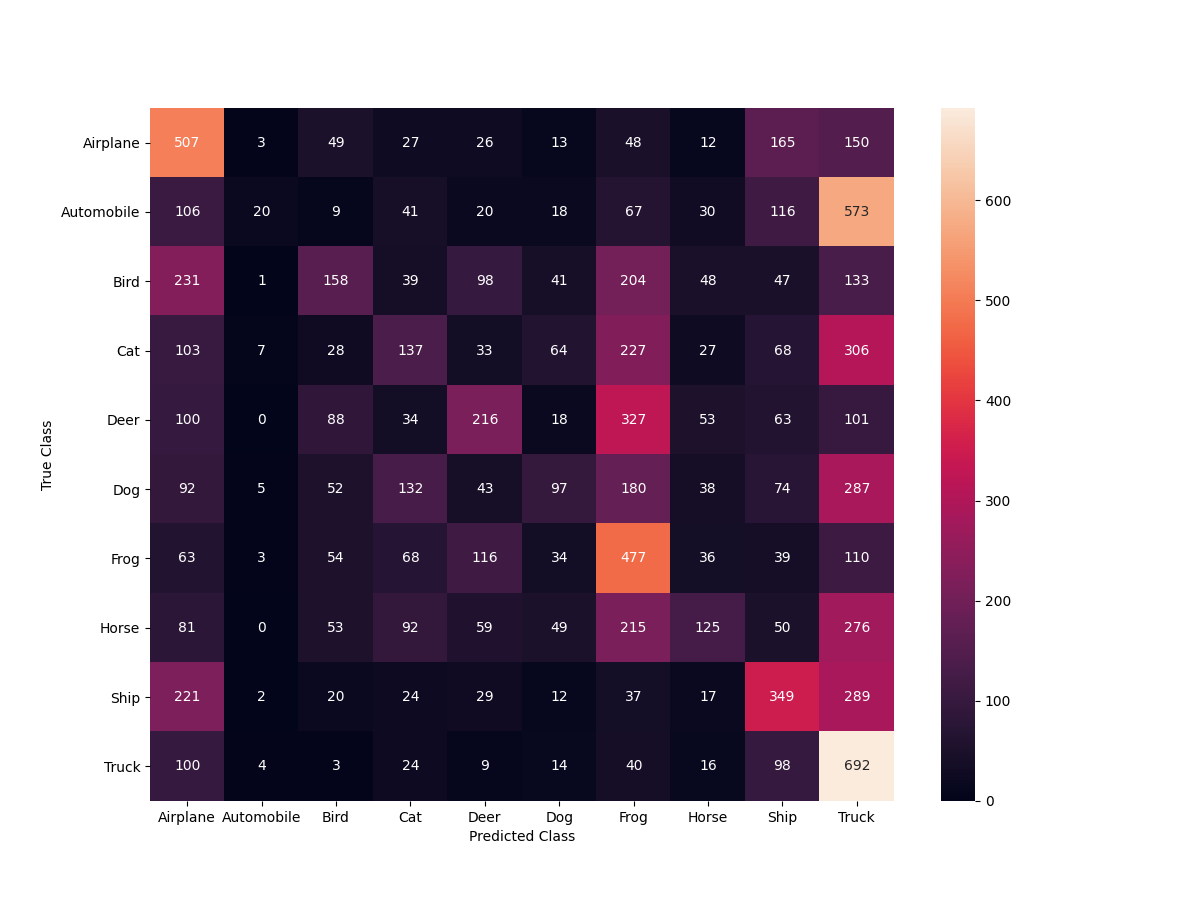 Airplane 507 3 49 27 26 13 48 12 165 150
Automobile 106 20 9 41 20 18 67 30 116 573
Bird 231 1 158 39 98 41 204 48 47 133
Cat 103 7 28 137 33 64 227 27 68 306
Deer 100 0 88 34 216 18 327 53 63 101
Dog 92 5 52 132 43 97 180 38 74 287
Frog 63 3 54 68 116 34 477 36 39 110
Horse 81 0 53 92 59 49 215 125 50 276
Ship 221 2 20 24 29 12 37 17 349 289
Truck 100 4 3 24 9 14 40 16 98 692
Airplane Automobile Bird Cat Deer Dog Frog Horse Ship Truck
Predicted Class
True Class
600
500
400
300
200
100
0